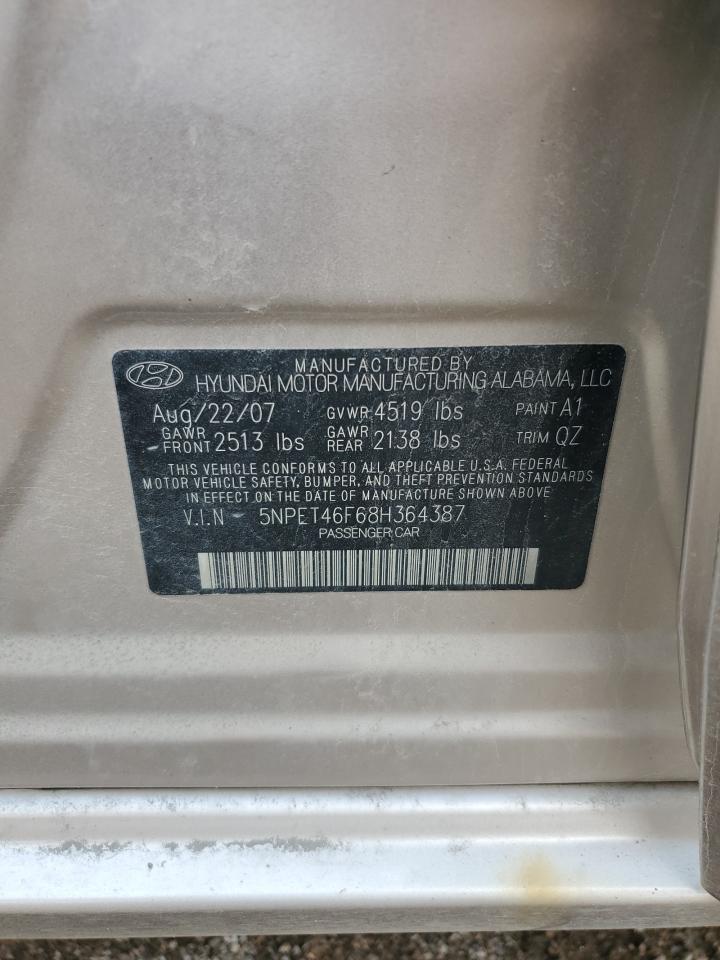 MANUFACTURED BY
HYUNDAI MOTOR MANUFACTURING ALABAMA, LLC
Aug/22/07 GVWR 4519 lbs PAINT A1
GAWR FRONT 2513 lbs GAWR REAR 2138 lbs TRIM QZ
THIS VEHICLE CONFORMS TO ALL APPLICABLE U.S.A. FEDERAL
MOTOR VEHICLE SAFETY, BUMPER, AND THEFT PREVENTION STANDARDS
IN EFFECT ON THE DATE OF MANUFACTURE SHOWN ABOVE
V.I.N 5NPET46F68H364387
PASSENGER CAR